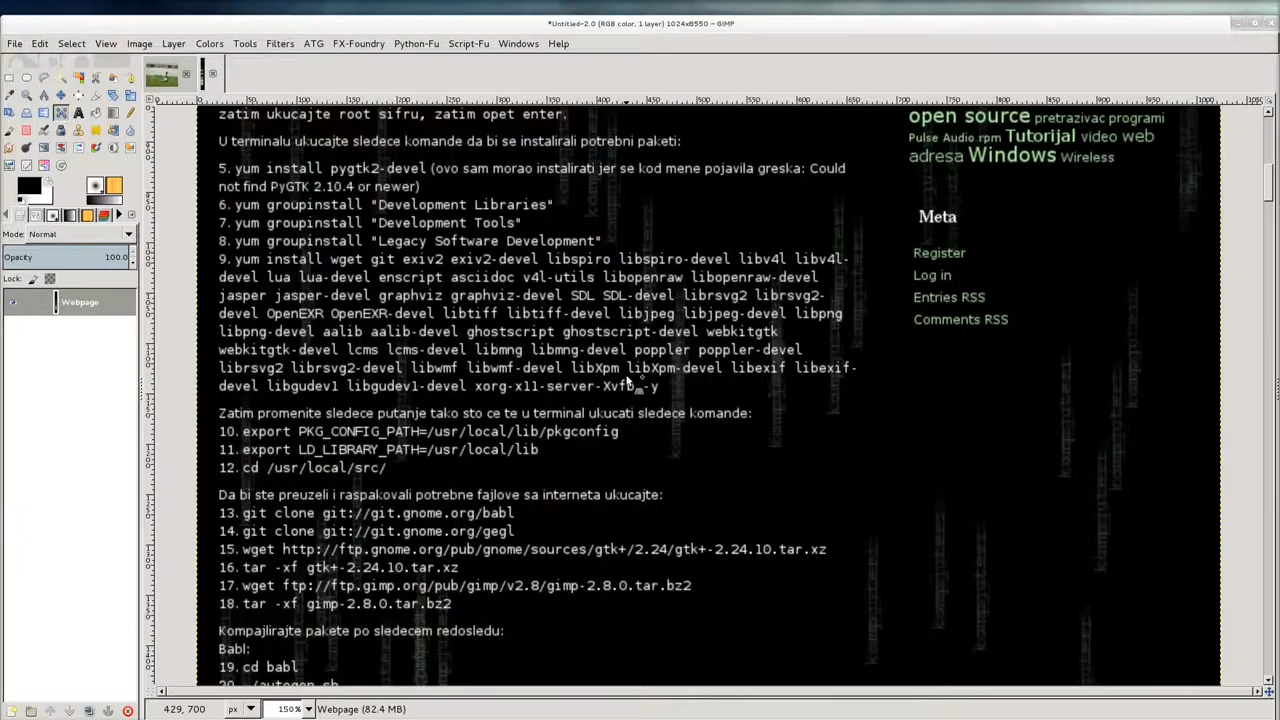 *Untitled-2.0 (RGB color, 1 layer) 1024x8550 – GIMP
File Edit Select View Image Layer Colors Tools Filters ATG FX-Foundry Python-Fu Script-Fu Windows Help
zatim ukucajte root sifru, zatim opet enter.
U terminalu ukucajte sledece komande da bi se instalirali potrebni paketi:
5. yum install pygtk2-devel (ovo sam morao instalirati jer se kod mene pojavila greska: Could
not find PyGTK 2.10.4 or newer)
6. yum groupinstall "Development Libraries"
7. yum groupinstall "Development Tools"
8. yum groupinstall "Legacy Software Development"
9. yum install wget git exiv2 exiv2-devel libspiro libspiro-devel libv4l libv4l-
devel lua lua-devel enscript asciidoc v4l-utils libopenraw libopenraw-devel
jasper jasper-devel graphviz graphviz-devel SDL SDL-devel librsvg2 librsvg2-
devel OpenEXR OpenEXR-devel libtiff libtiff-devel libjpeg libjpeg-devel libpng
libpng-devel aalib aalib-devel ghostscript ghostscript-devel webkitgtk
webkitgtk-devel lcms lcms-devel libmng libmng-devel poppler poppler-devel
librsvg2 librsvg2-devel libwmf libwmf-devel libXpm libXpm-devel libexif libexif-
devel libgudev1 libgudev1-devel xorg-x11-server-Xvfb -y
Zatim promenite sledece putanje tako sto ce te u terminal ukucati sledece komande:
10. export PKG_CONFIG_PATH=/usr/local/lib/pkgconfig
11. export LD_LIBRARY_PATH=/usr/local/lib
12. cd /usr/local/src/
Da bi ste preuzeli i raspakovali potrebne fajlove sa interneta ukucajte:
13. git clone git://git.gnome.org/babl
14. git clone git://git.gnome.org/gegl
15. wget http://ftp.gnome.org/pub/gnome/sources/gtk+/2.24/gtk+-2.24.10.tar.xz
16. tar -xf gtk+-2.24.10.tar.xz
17. wget ftp://ftp.gimp.org/pub/gimp/v2.8/gimp-2.8.0.tar.bz2
18. tar -xf gimp-2.8.0.tar.bz2
Kompajlirajte pakete po sledecem redosledu:
Babl:
19. cd babl
20. ./autogen.sh
open source pretrazivac programi
Pulse Audio rpm Tutorijal video web
adresa Windows Wireless
Meta
Register
Log in
Entries RSS
Comments RSS
Mode: Normal
Opacity 100.0
Lock:
Webpage
429, 700 px 150% Webpage (82.4 MB)